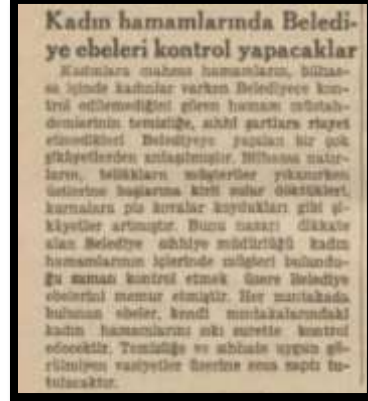 Kadın hamamlarında Beledi-
ye ebeleri kontrol yapacaklar
Kadınlara mahsus hamamların, bilhas-
sa içinde kadınlar varken Belediyece kon-
trol edilemediğini gören hamam müstah-
demlerinin temizliğe, sıhhî şartlara riayet
etmedikleri Belediyeye yapılan bir çok
şikâyetlerden anlaşılmıştır. Bilhassa natır-
ların, tellâkların müşteriler yıkanırken
üstlerine başlarına kirli sular döktükleri,
kurnalara pis kovalar koydukları gibi şi-
kâyetler artmıştır. Bunu nazarı dikkate
alan Belediye sıhhiye müdürlüğü kadın
hamamlarının içlerinde müşteri bulundu-
ğu zaman kontrol etmek üzere Belediye
ebelerini memur etmiştir. Her mıntakada
bulunan ebeler, kendi mıntakalarındaki
kadın hamamlarını sıkı surette kontrol
edecektir. Temizliğe ve sıhhate uygun gö-
rülmiyen vaziyetler üzerine ceza zaptı tu-
tulacaktır.